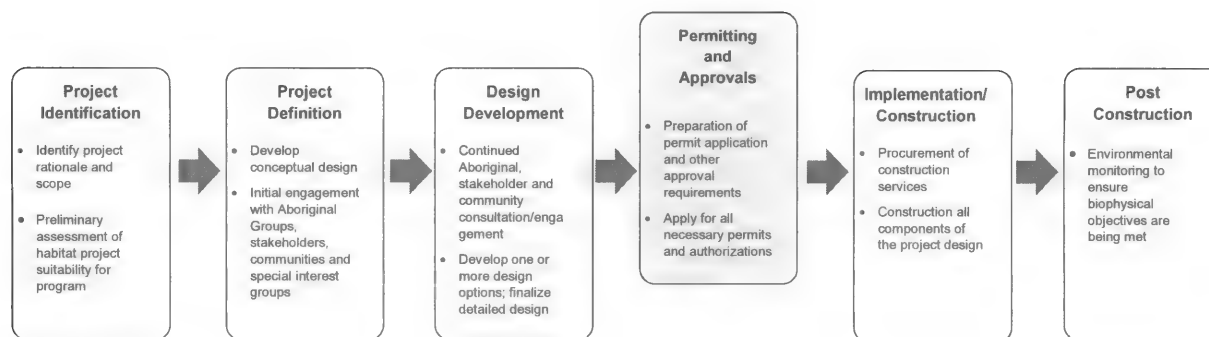 Project
Identification
• Identify project
rationale and
scope
• Preliminary
assessment of
habitat project
suitability for
program
Project
Definition
• Develop
conceptual design
• Initial engagement
with Aboriginal
Groups,
stakeholders,
communities and
special interest
groups
Design
Development
• Continued
Aboriginal,
stakeholder and
community
consultation/enga
gement
• Develop one or
more design
options; finalize
detailed design
Permitting
and
Approvals
• Preparation of
permit application
and other
approval
requirements
• Apply for all
necessary permits
and authorizations
Implementation/
Construction
• Procurement of
construction
services
• Construction all
components of
the project design
Post
Construction
• Environmental
monitoring to
ensure
biophysical
objectives are
being met